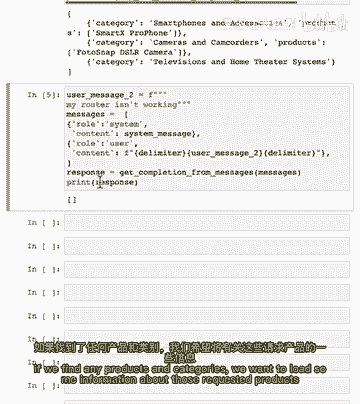 [
{'category': 'Smartphones and Accessories', 'product
s': ['SmartX ProPhone']},
{'category': 'Cameras and Camcorders', 'products':
['FotoSnap DSLR Camera']},
{'category': 'Televisions and Home Theater Systems'}
]
In [5]: user_message_2 = f"""
my router isn't working"""
messages = [
{'role':'system',
'content': system_message},
{'role':'user',
'content': f"{delimiter}{user_message_2}{delimiter}"},
]
response = get_completion_from_messages(messages)
print(response)
[]
In [ ]:
In [ ]:
In [ ]:
In [ ]:
In [ ]:
In [ ]:
如果找到了任何产品和类别，我们希望将有关这些请求产品的一
些信息
if we find any products and categories, we want to load so
me information about those requested products
In [ ]: